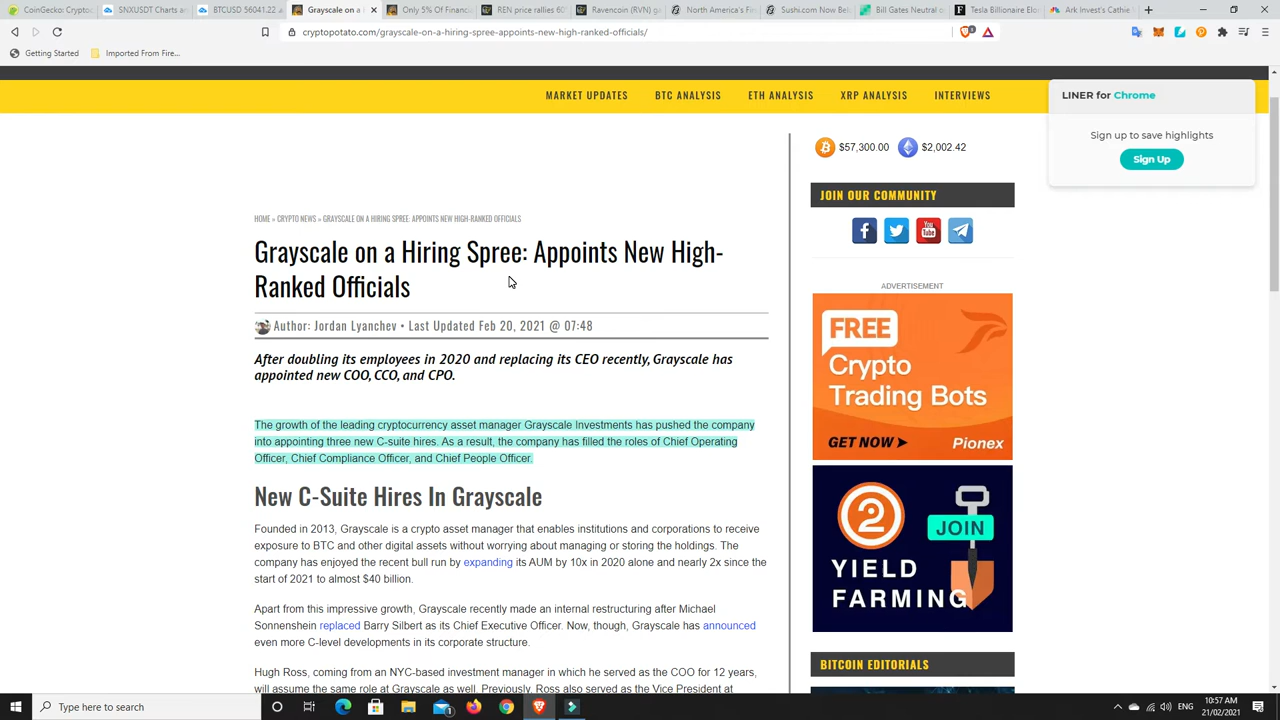 CoinGecko: Cryptoc
SNXUSDT Charts an
BTCUSD 56041.22
Grayscale on a
Only 5% Of Financi
REN price rallies 60
Ravencoin (RVN) ga
North America's Fir
Sushi.com Now Bel
Bill Gates Neutral o
Tesla Billionaire Elo
Ark Invest's Cathie
cryptopotato.com/grayscale-on-a-hiring-spree-appoints-new-high-ranked-officials/
Getting Started
Imported From Fire...
MARKET UPDATES
BTC ANALYSIS
ETH ANALYSIS
XRP ANALYSIS
INTERVIEWS
LINER for Chrome
Sign up to save highlights
Sign Up
$57,300.00
$2,002.42
JOIN OUR COMMUNITY
HOME » CRYPTO NEWS » GRAYSCALE ON A HIRING SPREE: APPOINTS NEW HIGH-RANKED OFFICIALS
Grayscale on a Hiring Spree: Appoints New High-
Ranked Officials
Author: Jordan Lyanchev • Last Updated Feb 20, 2021 @ 07:48
After doubling its employees in 2020 and replacing its CEO recently, Grayscale has
appointed new COO, CCO, and CPO.
The growth of the leading cryptocurrency asset manager Grayscale Investments has pushed the company
into appointing three new C-suite hires. As a result, the company has filled the roles of Chief Operating
Officer, Chief Compliance Officer, and Chief People Officer.
New C-Suite Hires In Grayscale
Founded in 2013, Grayscale is a crypto asset manager that enables institutions and corporations to receive
exposure to BTC and other digital assets without worrying about managing or storing the holdings. The
company has enjoyed the recent bull run by expanding its AUM by 10x in 2020 alone and nearly 2x since the
start of 2021 to almost $40 billion.
Apart from this impressive growth, Grayscale recently made an internal restructuring after Michael
Sonnenshein replaced Barry Silbert as its Chief Executive Officer. Now, though, Grayscale has announced
even more C-level developments in its corporate structure.
Hugh Ross, coming from an NYC-based investment manager in which he served as the COO for 12 years,
will assume the same role at Grayscale as well. Previously, Ross also served as the Vice President at
ADVERTISEMENT
FREE
Crypto
Trading Bots
GET NOW
Pionex
2
JOIN
YIELD
FARMING
BITCOIN EDITORIALS
Type here to search
ENG
10:57 AM
21/02/2021